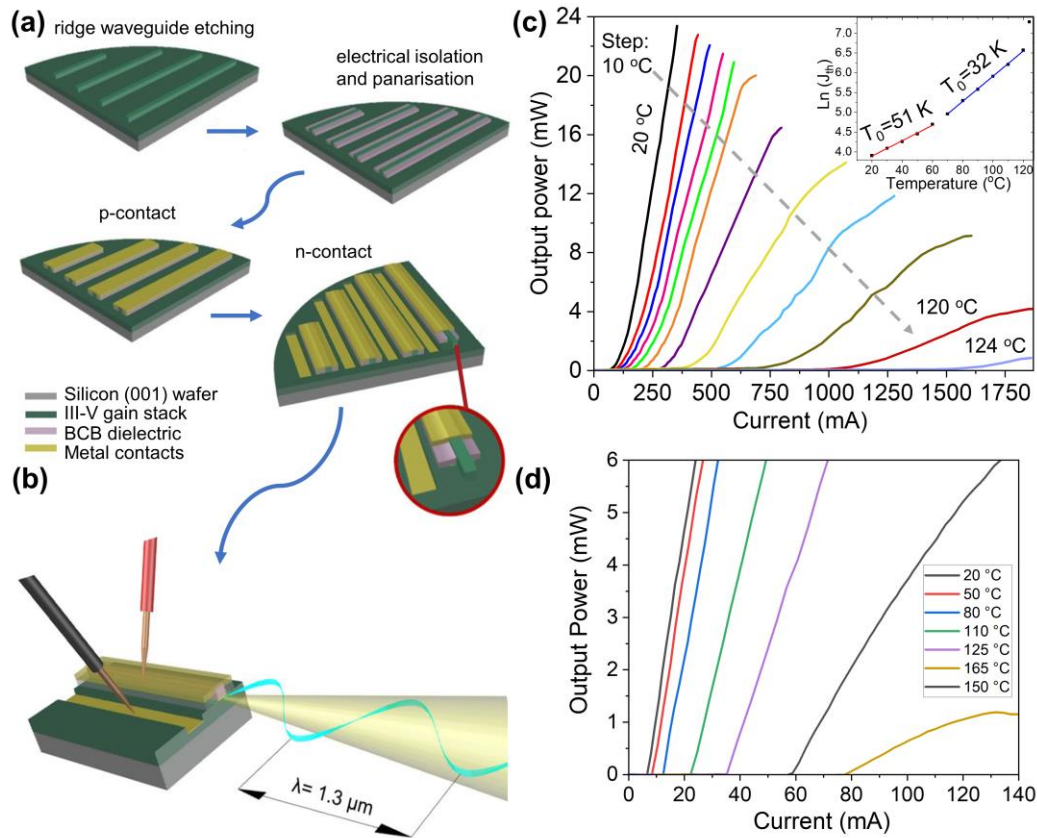 (a)
ridge waveguide etching
electrical isolation
and panarisation
p-contact
n-contact
Silicon (001) wafer
III-V gain stack
BCB dielectric
Metal contacts
(b)
λ= 1.3 μm
(c)
24
20
16
12
8
4
0
Output power (mW)
Step:
10 °C
20 °C
120 °C
124 °C
0
250
500
750
1000
1250
1500
1750
Current (mA)
7.0
6.5
6.0
5.5
5.0
4.5
4.0
Ln (Jth)
T0=51 K
T0=32 K
20
40
60
80
100
120
Temperature (°C)
(d)
6
5
4
3
2
1
0
Output Power (mW)
20 °C
50 °C
80 °C
110 °C
125 °C
165 °C
150 °C
0
20
40
60
80
100
120
140
Current (mA)